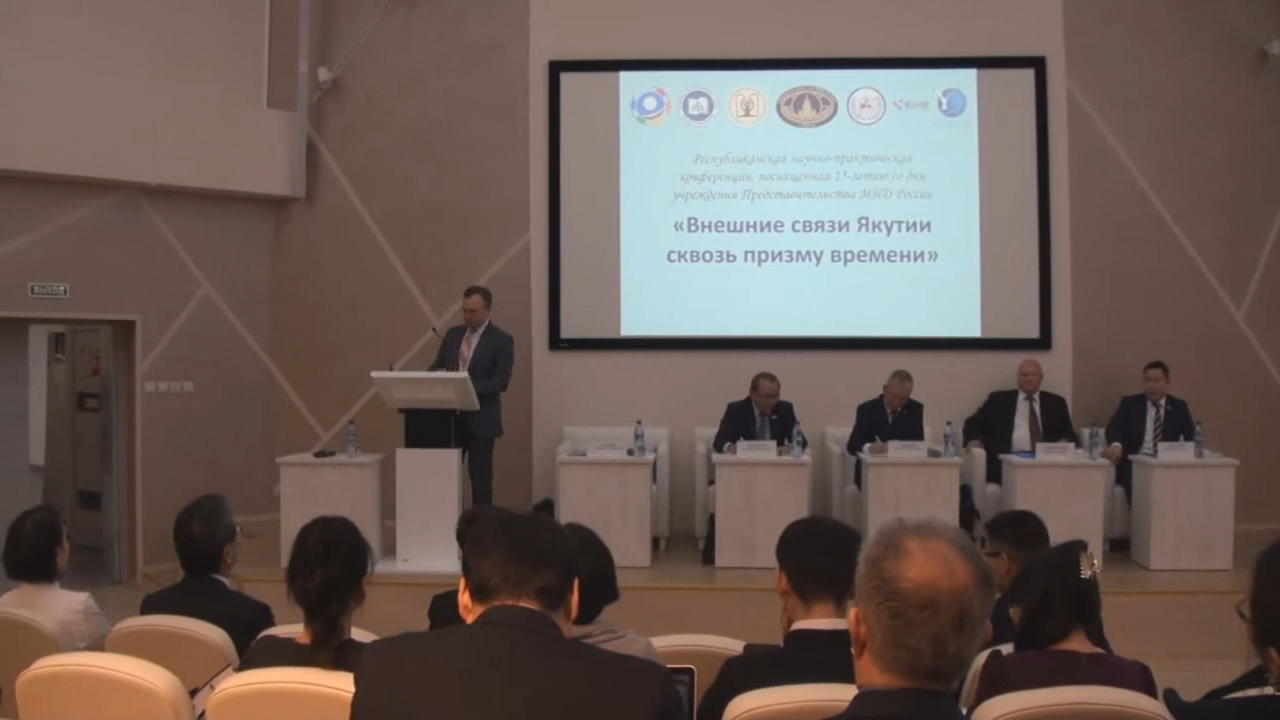 Республиканская научно-практическая
конференция, посвященная 15-летию со дня
учреждения Представительства МИД России
«Внешние связи Якутии
сквозь призму времени»
ВЫХОД